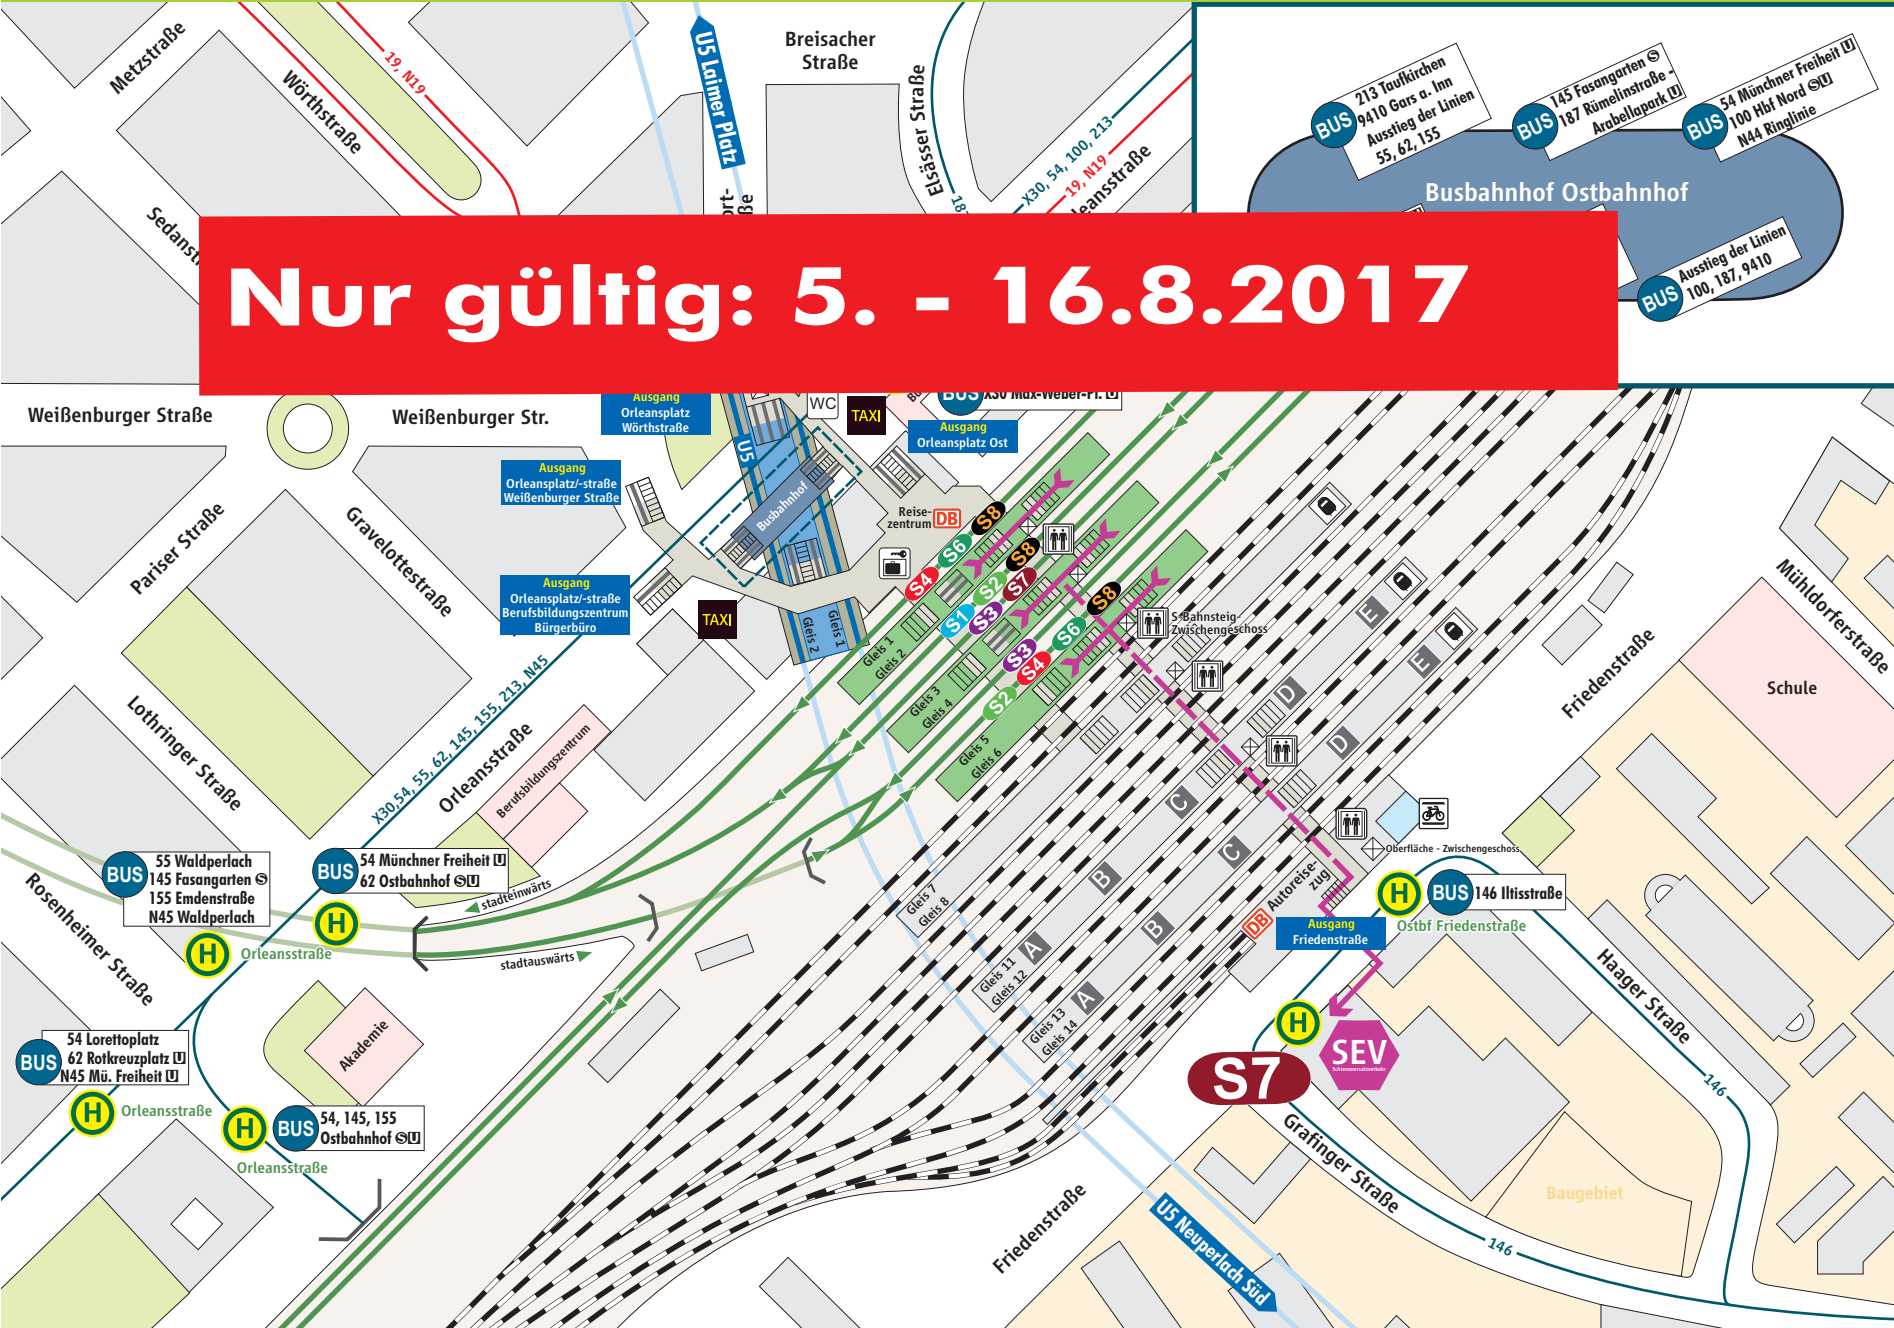 Metzstraße
Wörthstraße
19, N19
U5 Laimer Platz
Breisacher
Straße
Elsässer Straße
X30, 54, 100, 213
19, N19
213 Taufkirchen
9410 Gars a. Inn
Ausstieg der Linien
55, 62, 155
BUS
145 Fasangarten S
187 Rümelinstraße -
Arabellapark U
BUS
54 Münchner Freiheit U
100 Hbf Nord S U
N44 Ringlinie
BUS
Busbahnhof Ostbahnhof
Ausstieg der Linien
100, 187, 9410
BUS
Nur gültig: 5. - 16.8.2017
Weißenburger Straße
Weißenburger Str.
Ausgang
Orleansplatz
Wörthstraße
WC
TAXI
BUS
X30 Max-Weber-Pl. U
Ausgang
Orleansplatz Ost
U5
Ausgang
Orleansplatz/-straße
Weißenburger Straße
Busbahnhof
Reise-
zentrum DB
Pariser Straße
Gravelottestraße
Ausgang
Orleansplatz/-straße
Berufsbildungszentrum
Bürgerbüro
TAXI
Gleis 2
Gleis 1
S4
S6
S8
S1
S3
S2
S7
S8
S2
S3
S4
S6
S8
Gleis 1
Gleis 2
Gleis 3
Gleis 4
Gleis 5
Gleis 6
S-Bahnsteig-
Zwischengeschoss
E
E
D
D
C
C
B
B
A
A
Friedenstraße
Mühldorferstraße
Schule
Lothringer Straße
X30,54, 55, 62, 145, 155, 213, N45
Orleansstraße
Berufsbildungszentrum
BUS
55 Waldperlach
145 Fasangarten S
155 Emdenstraße
N45 Waldperlach
H
Orleansstraße
BUS
54 Münchner Freiheit U
62 Ostbahnhof S U
H
stadteinwärts
stadtauswärts
Rosenheimer Straße
Gleis 7
Gleis 8
Gleis 11
Gleis 12
Gleis 13
Gleis 14
Oberfläche - Zwischengeschoss
DB Autoreise-
zug
Ausgang
Friedenstraße
H
BUS
146 Iltisstraße
Ostbf Friedenstraße
Haager Straße
H
SEV
Schienenersatzverkehr
S7
146
Akademie
BUS
54 Lorettoplatz
62 Rotkreuzplatz U
N45 Mü. Freiheit U
H
Orleansstraße
H
BUS
54, 145, 155
Ostbahnhof S U
Orleansstraße
Grafinger Straße
Baugebiet
146
Friedenstraße
U5 Neuperlach Süd